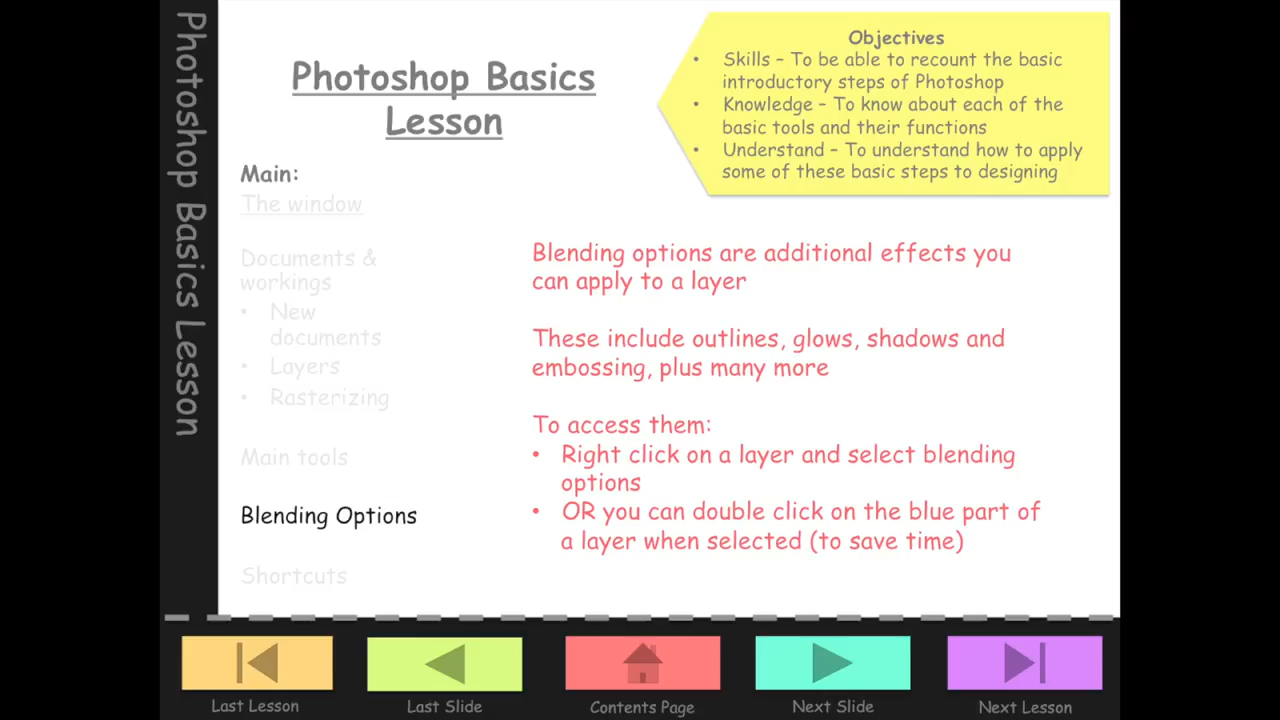 Photoshop Basics Lesson
Photoshop Basics
Lesson
Objectives
• Skills – To be able to recount the basic
introductory steps of Photoshop
• Knowledge – To know about each of the
basic tools and their functions
• Understand – To understand how to apply
some of these basic steps to designing
Main:
The window
Documents &
workings
• New
documents
• Layers
• Rasterizing
Main tools
Blending Options
Shortcuts
Blending options are additional effects you
can apply to a layer
These include outlines, glows, shadows and
embossing, plus many more
To access them:
• Right click on a layer and select blending
options
• OR you can double click on the blue part of
a layer when selected (to save time)
Last Lesson
Last Slide
Contents Page
Next Slide
Next Lesson